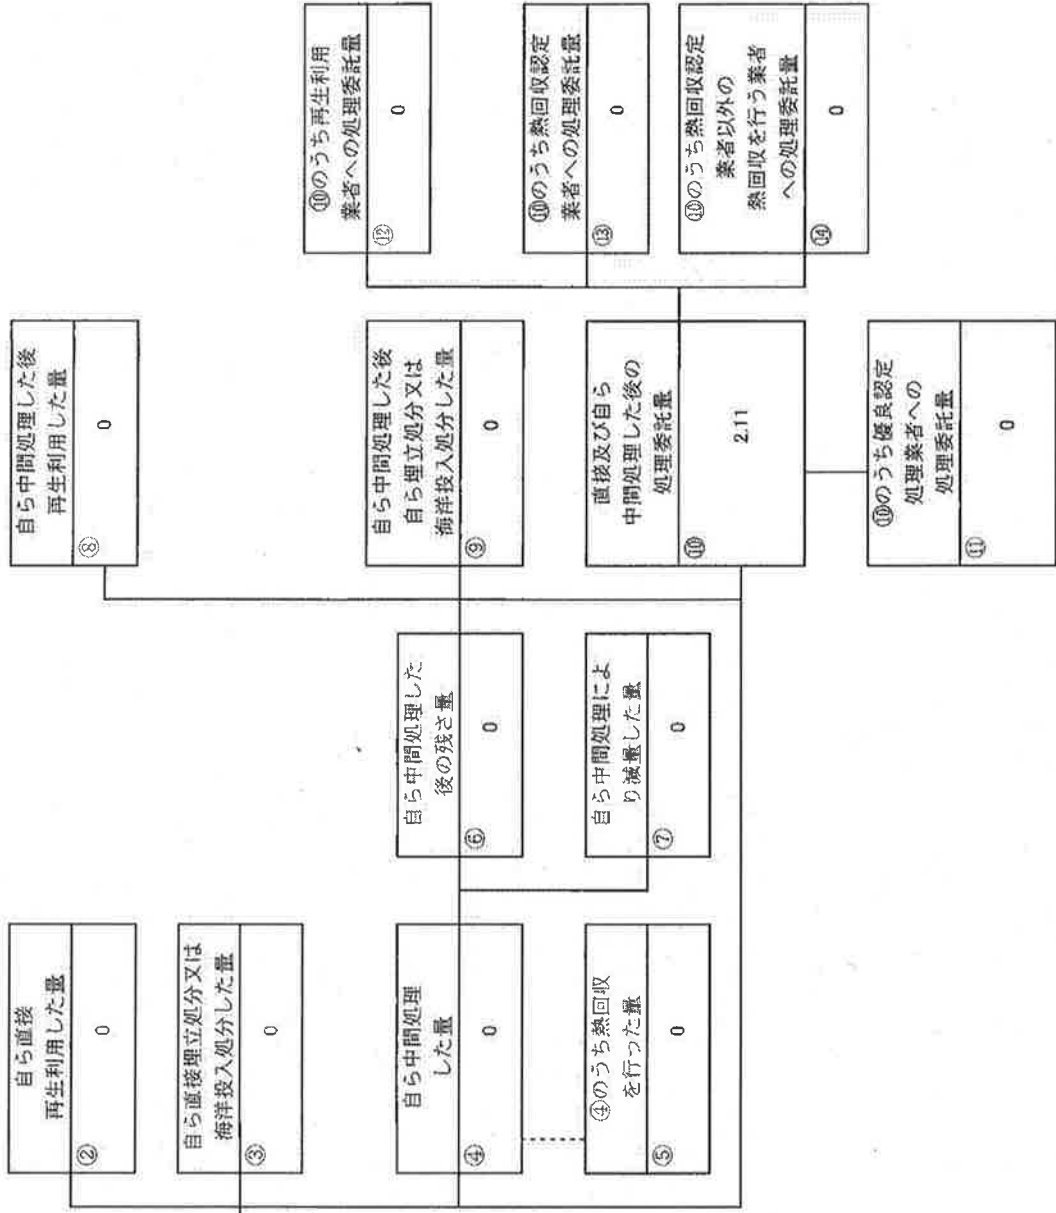 自ら直接
再生利用した量
②
0
自ら直接埋立処分又は
海洋投入処分した量
③
0
自ら中間処理
した量
④
0
④のうち熱回収
を行った量
⑤
0
自ら中間処理した
後の残さ量
⑥
0
自ら中間処理によ
り減量した量
⑦
0
自ら中間処理した後
再生利用した量
⑧
0
自ら中間処理した後
自ら埋立処分又は
海洋投入処分した量
⑨
0
直接及び自ら
中間処理した後の
処理委託量
⑩
2.11
⑩のうち優良認定
処理業者への
処理委託量
⑪
0
⑩のうち再生利用
業者への処理委託量
⑫
0
⑩のうち熱回収認定
業者への処理委託量
⑬
0
⑩のうち熱回収認定
業者以外の
熱回収を行う業者
への処理委託量
⑭
0